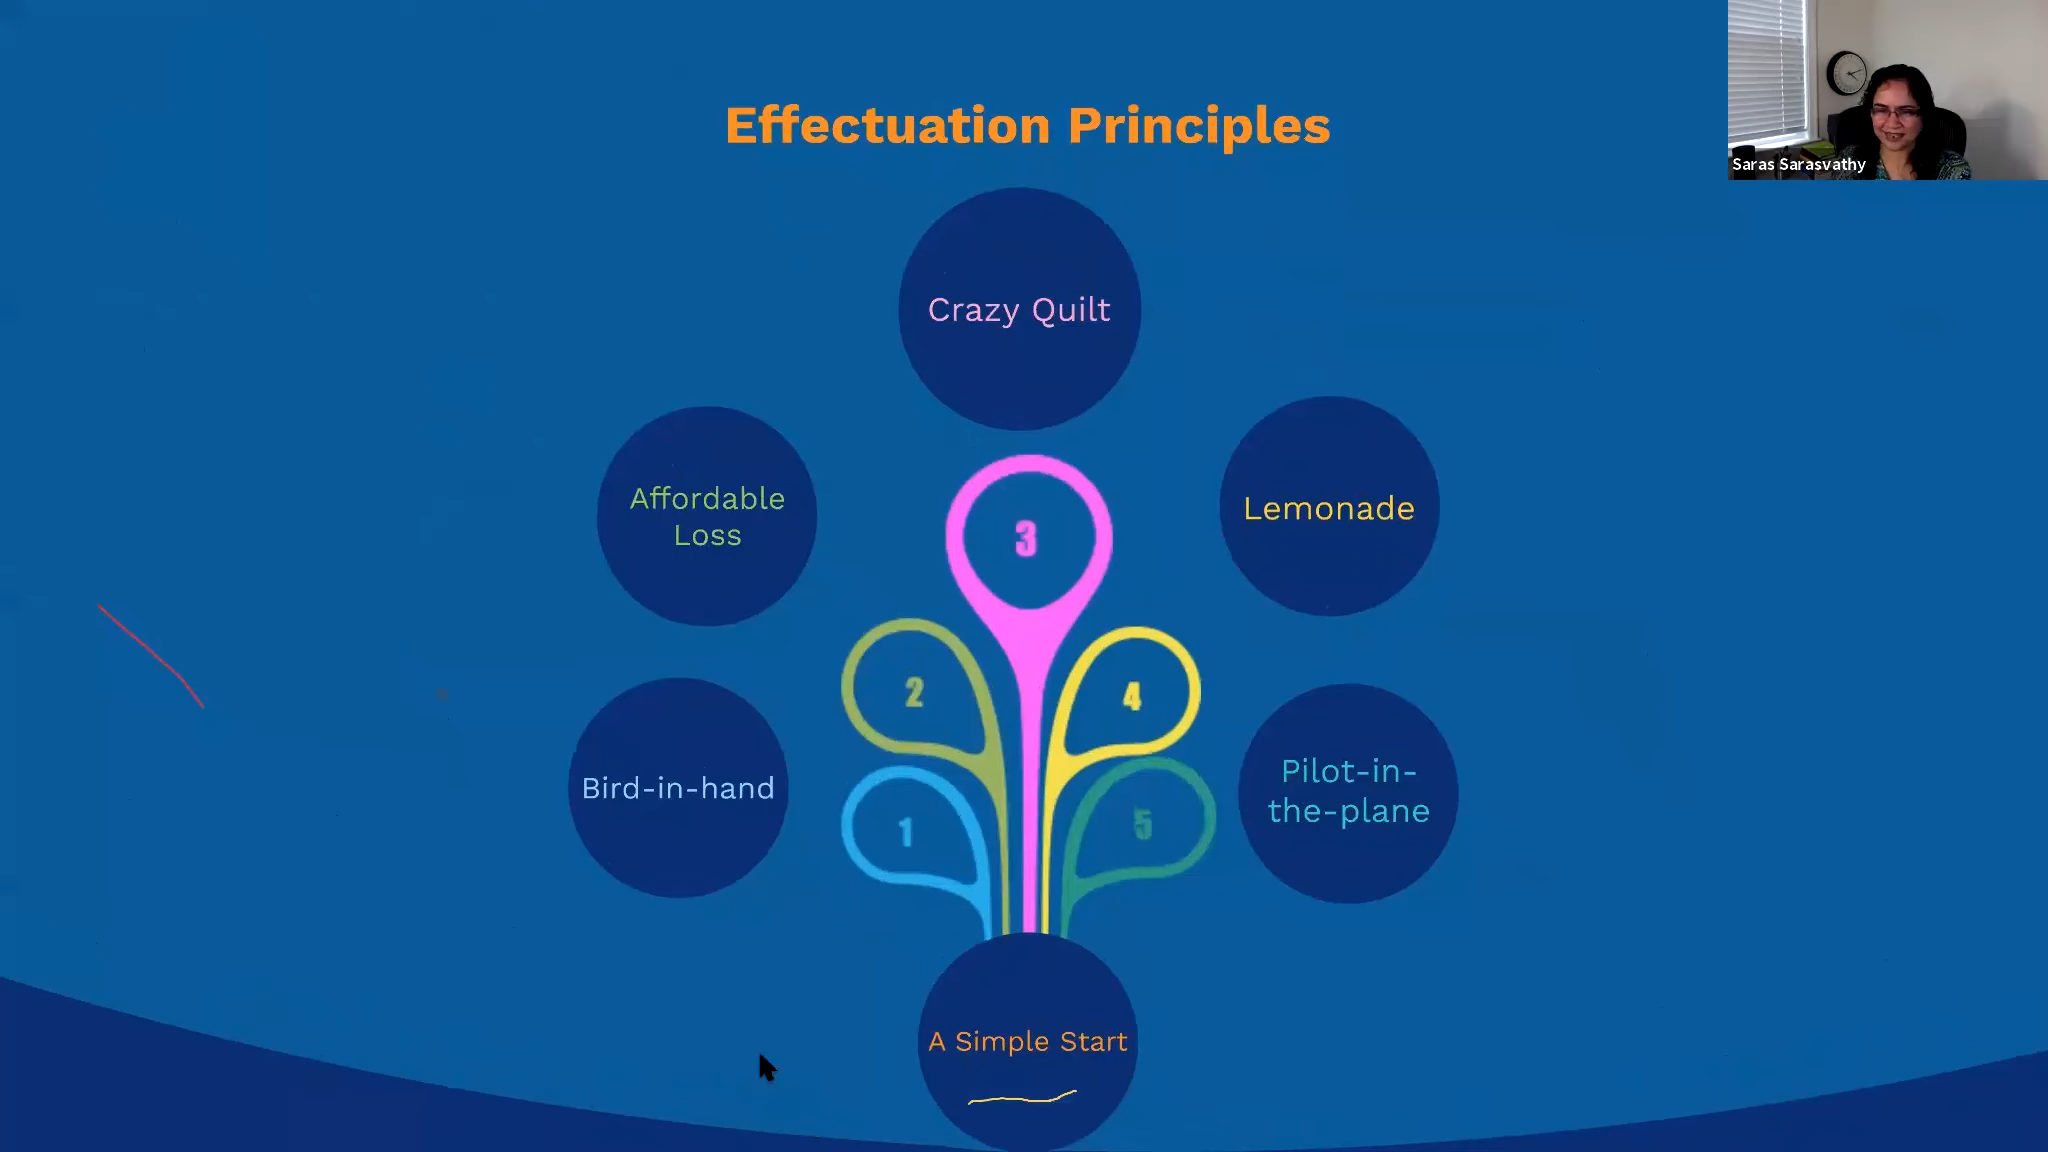 Effectuation Principles
Saras Sarasvathy
Crazy Quilt
Affordable
Loss
3
Lemonade
2
4
Bird-in-hand
1
5
Pilot-in-
the-plane
A Simple Start